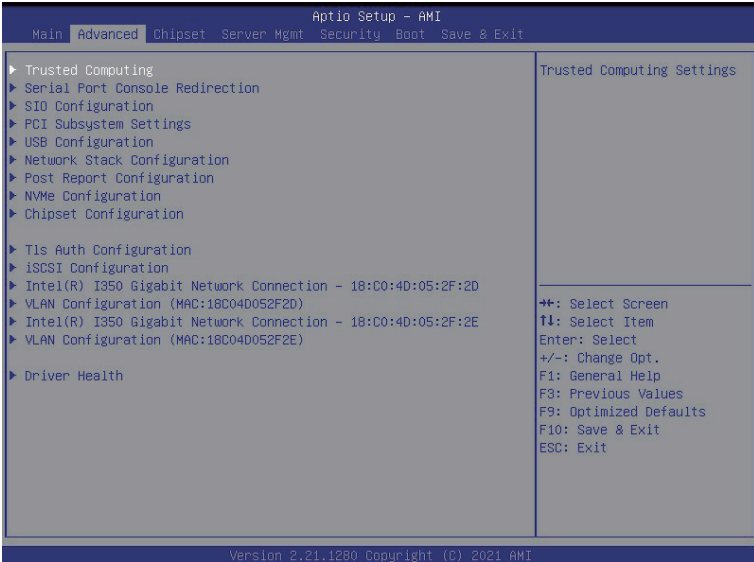 Aptio Setup – AMI
Main Advanced Chipset Server Mgmt Security Boot Save & Exit
Trusted Computing
Serial Port Console Redirection
SIO Configuration
PCI Subsystem Settings
USB Configuration
Network Stack Configuration
Post Report Configuration
NVMe Configuration
Chipset Configuration
Tls Auth Configuration
iSCSI Configuration
Intel(R) I350 Gigabit Network Connection – 18:C0:4D:05:2F:2D
VLAN Configuration (MAC:18C04D052F2D)
Intel(R) I350 Gigabit Network Connection – 18:C0:4D:05:2F:2E
VLAN Configuration (MAC:18C04D052F2E)
Driver Health
Trusted Computing Settings
→←: Select Screen
↑↓: Select Item
Enter: Select
+/-: Change Opt.
F1: General Help
F3: Previous Values
F9: Optimized Defaults
F10: Save & Exit
ESC: Exit
Version 2.21.1280 Copyright (C) 2021 AMI